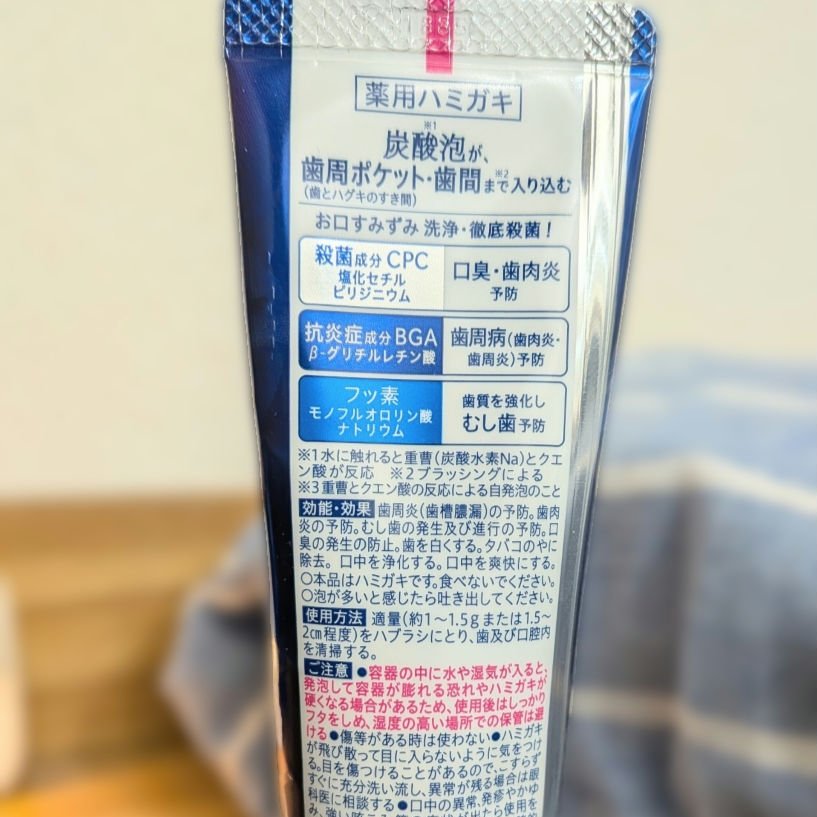 薬用ハミガキ
炭酸泡※1が、
歯周ポケット・歯間まで※2入り込む
(歯とハグキのすき間)
お口すみずみ 洗浄・徹底殺菌!
殺菌成分 CPC
塩化セチル
ピリジニウム
口臭・歯肉炎
予防
抗炎症成分 BGA
β-グリチルレチン酸
歯周病(歯肉炎・
歯周炎)予防
フッ素
モノフルオロリン酸
ナトリウム
歯質を強化し
むし歯予防
※1水に触れると重曹(炭酸水素Na)とクエ
ン酸が反応 ※2ブラッシングによる
※3重曹とクエン酸の反応による自発泡のこと
効能・効果 歯周炎(歯槽膿漏)の予防。歯肉
炎の予防。むし歯の発生及び進行の予防。口
臭の発生の防止。歯を白くする。タバコのやに
除去。口中を浄化する。口中を爽快にする。
○本品はハミガキです。食べないでください。
○泡が多いと感じたら吐き出してください。
使用方法 適量(約1〜1.5gまたは1.5〜
2cm程度)をハブラシにとり、歯及び口腔内
を清掃する。
ご注意 ●容器の中に水や湿気が入ると、
発泡して容器が膨れる恐れやハミガキが
硬くなる場合があるため、使用後はしっかり
フタをしめ、湿度の高い場所での保管は避
ける●傷等がある時は使わない●ハミガキ
が飛び散って目に入らないように気をつけ
る。目を傷つけることがあるので、こすらず
すぐに充分洗い流し、異常が残る場合は眼
科医に相談する●口中の異常、発疹やかゆ